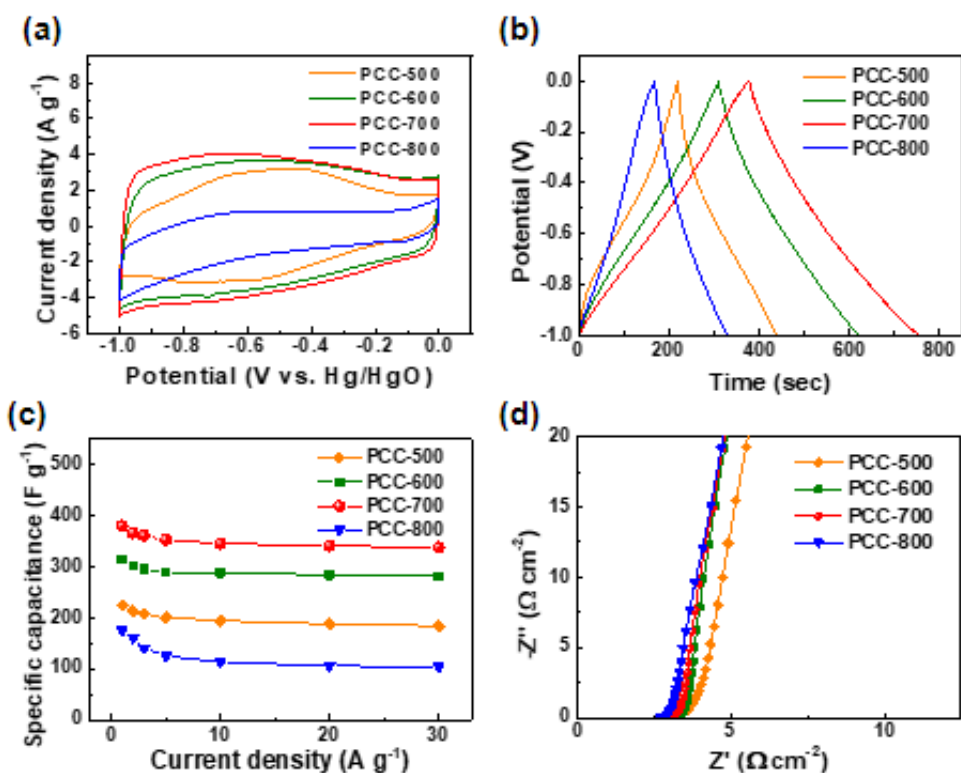 (a)
PCC-500
PCC-600
PCC-700
PCC-800
8
6
4
2
0
-2
-4
-6
-1.0 -0.8 -0.6 -0.4 -0.2 0.0
Current density (A g⁻¹)
Potential (V vs. Hg/HgO)
(b)
PCC-500
PCC-600
PCC-700
PCC-800
0.0
-0.2
-0.4
-0.6
-0.8
-1.0
0 200 400 600 800
Potential (V)
Time (sec)
(c)
PCC-500
PCC-600
PCC-700
PCC-800
500
400
300
200
100
0
0 5 10 15 20 25 30
Specific capacitance (F g⁻¹)
Current density (A g⁻¹)
(d)
PCC-500
PCC-600
PCC-700
PCC-800
20
15
10
5
0
0 5 10
-Z'' (Ω cm⁻²)
Z' (Ω cm⁻²)